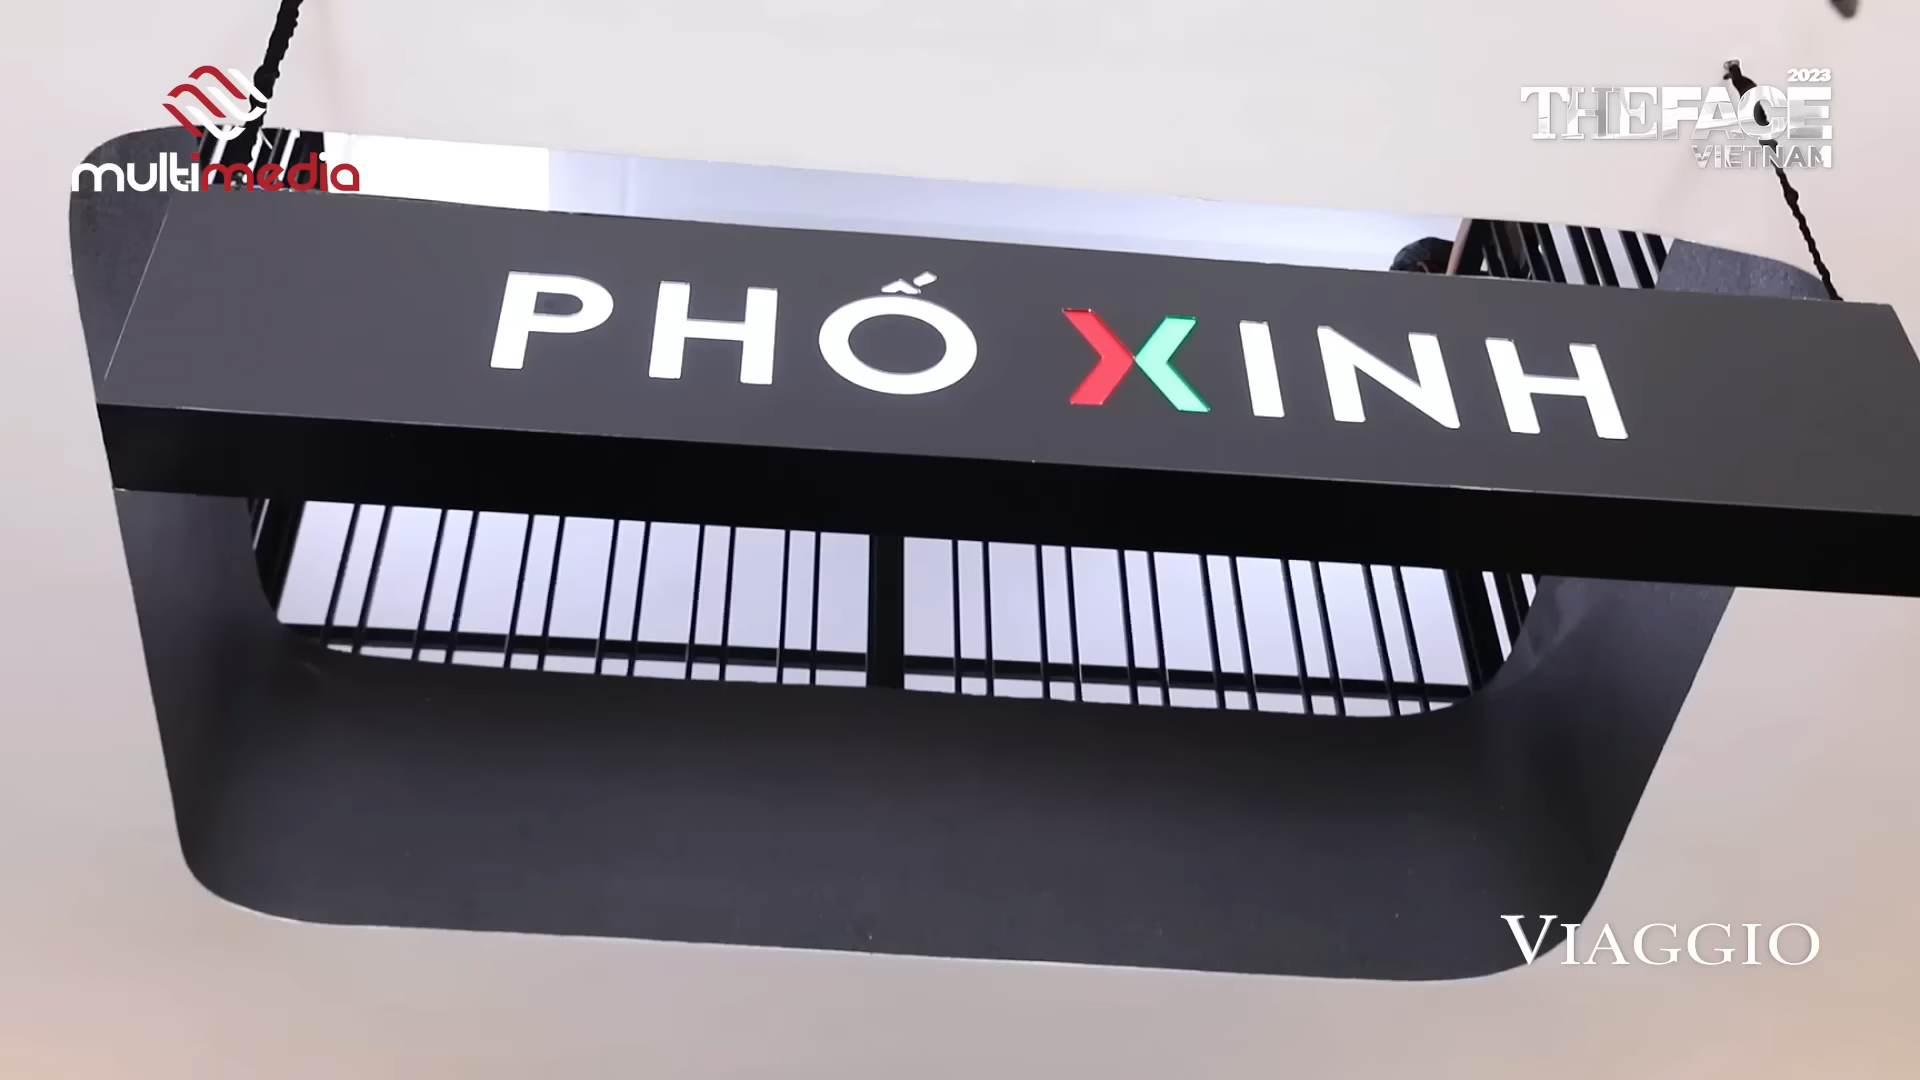 multimedia
2023
THE FACE
VIETNAM
PHỐ XINH
VIAGGIO